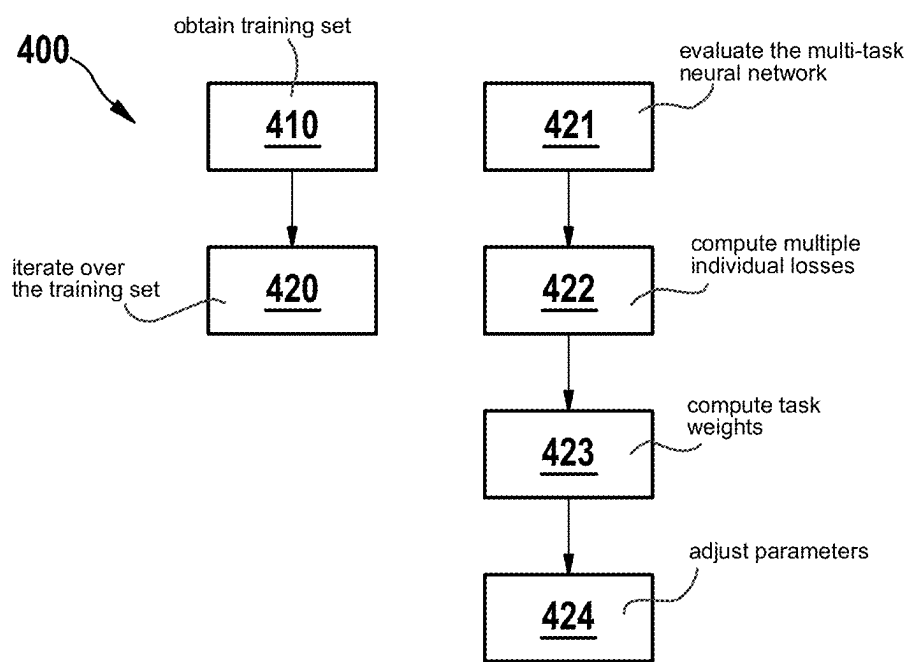 400
obtain training set
410
iterate over
the training set
420
evaluate the multi-task
neural network
421
compute multiple
individual losses
422
compute task
weights
423
adjust parameters
424